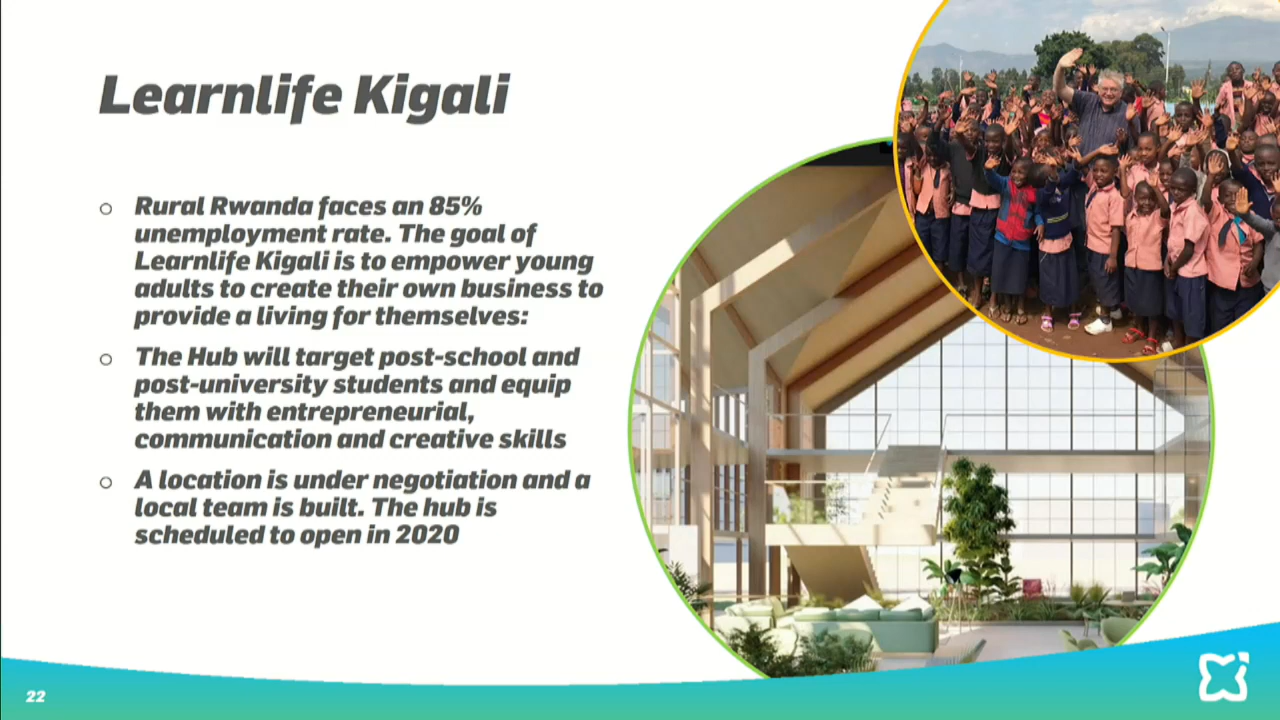 Learnlife Kigali
Rural Rwanda faces an 85%
unemployment rate. The goal of
Learnlife Kigali is to empower young
adults to create their own business to
provide a living for themselves:
The Hub will target post-school and
post-university students and equip
them with entrepreneurial,
communication and creative skills
A location is under negotiation and a
local team is built. The hub is
scheduled to open in 2020
22